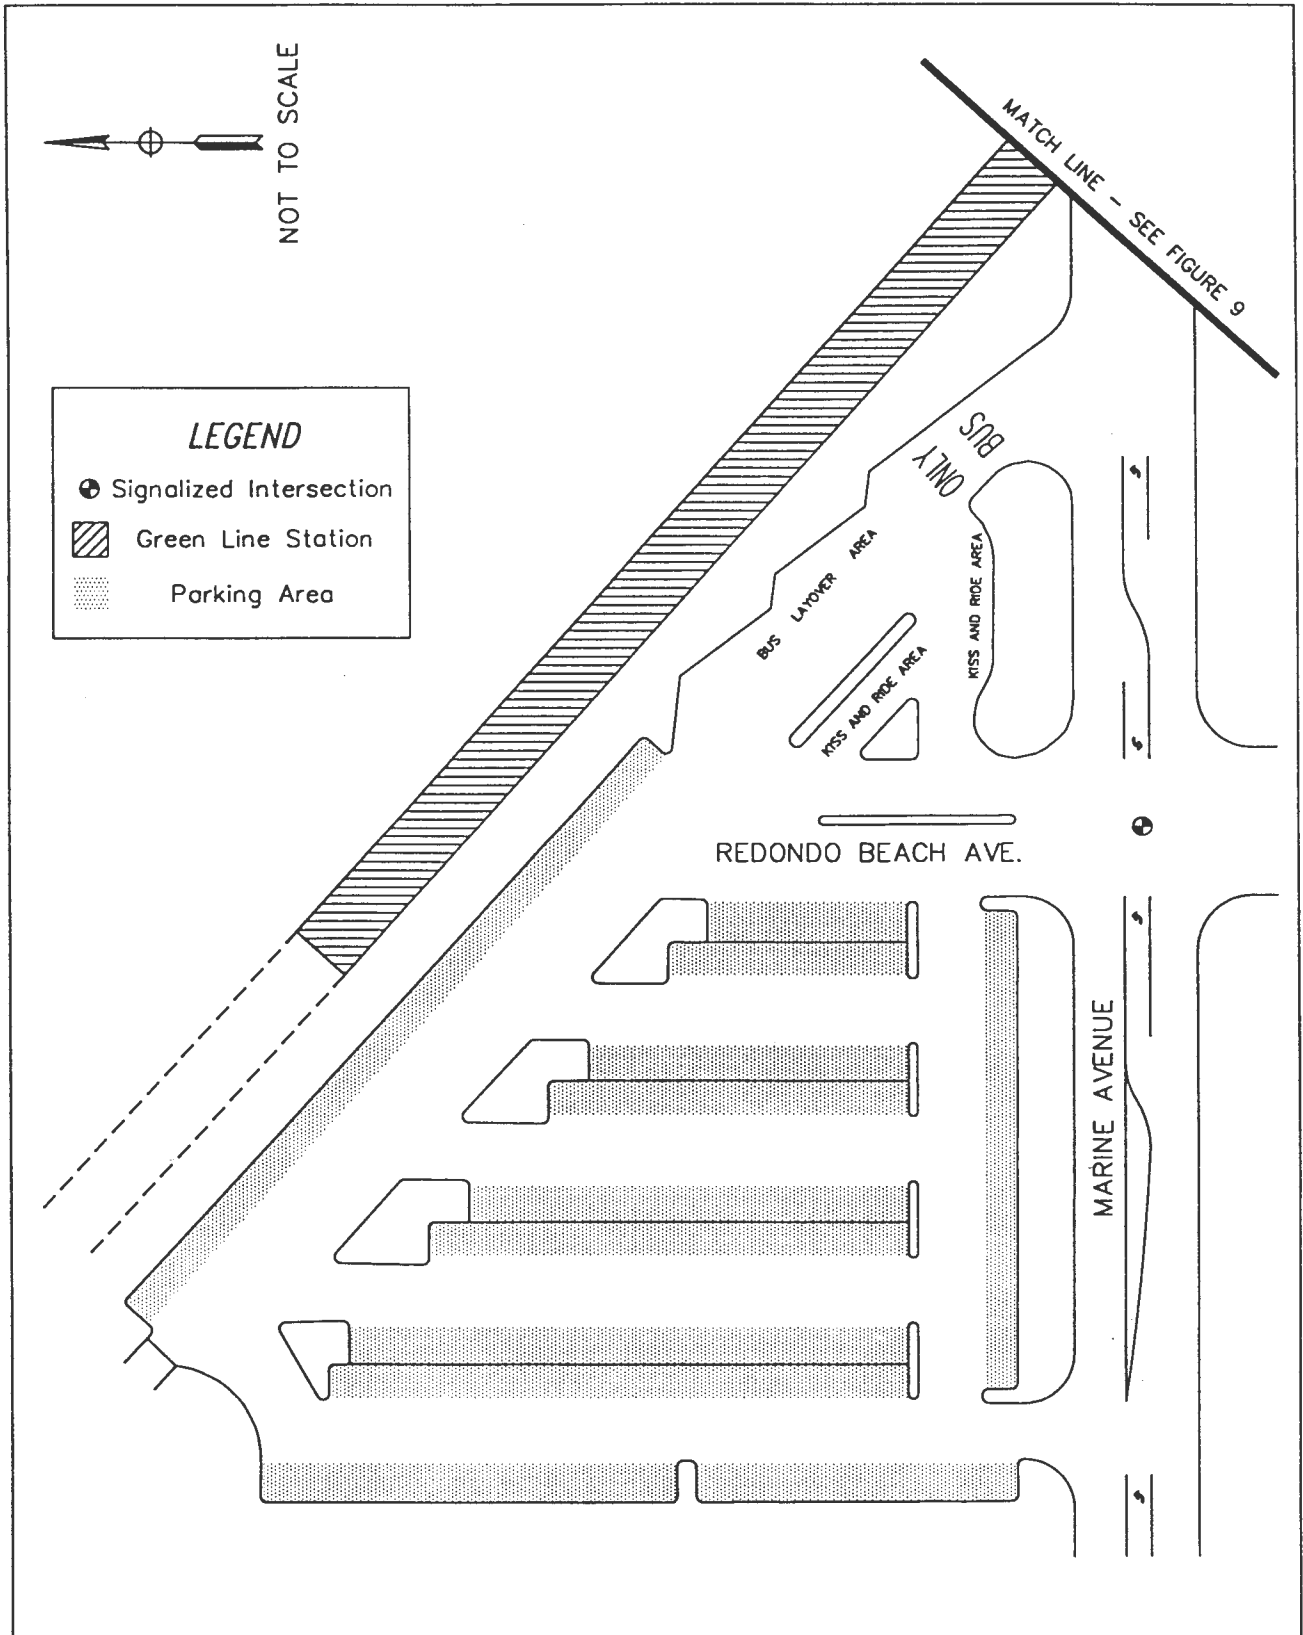 NOT TO SCALE
MATCH LINE - SEE FIGURE 9
LEGEND
Signalized Intersection
Green Line Station
Parking Area
BUS
ONLY
BUS LAYOVER AREA
KISS AND RIDE AREA
KISS AND RIDE AREA
REDONDO BEACH AVE.
MARINE AVENUE